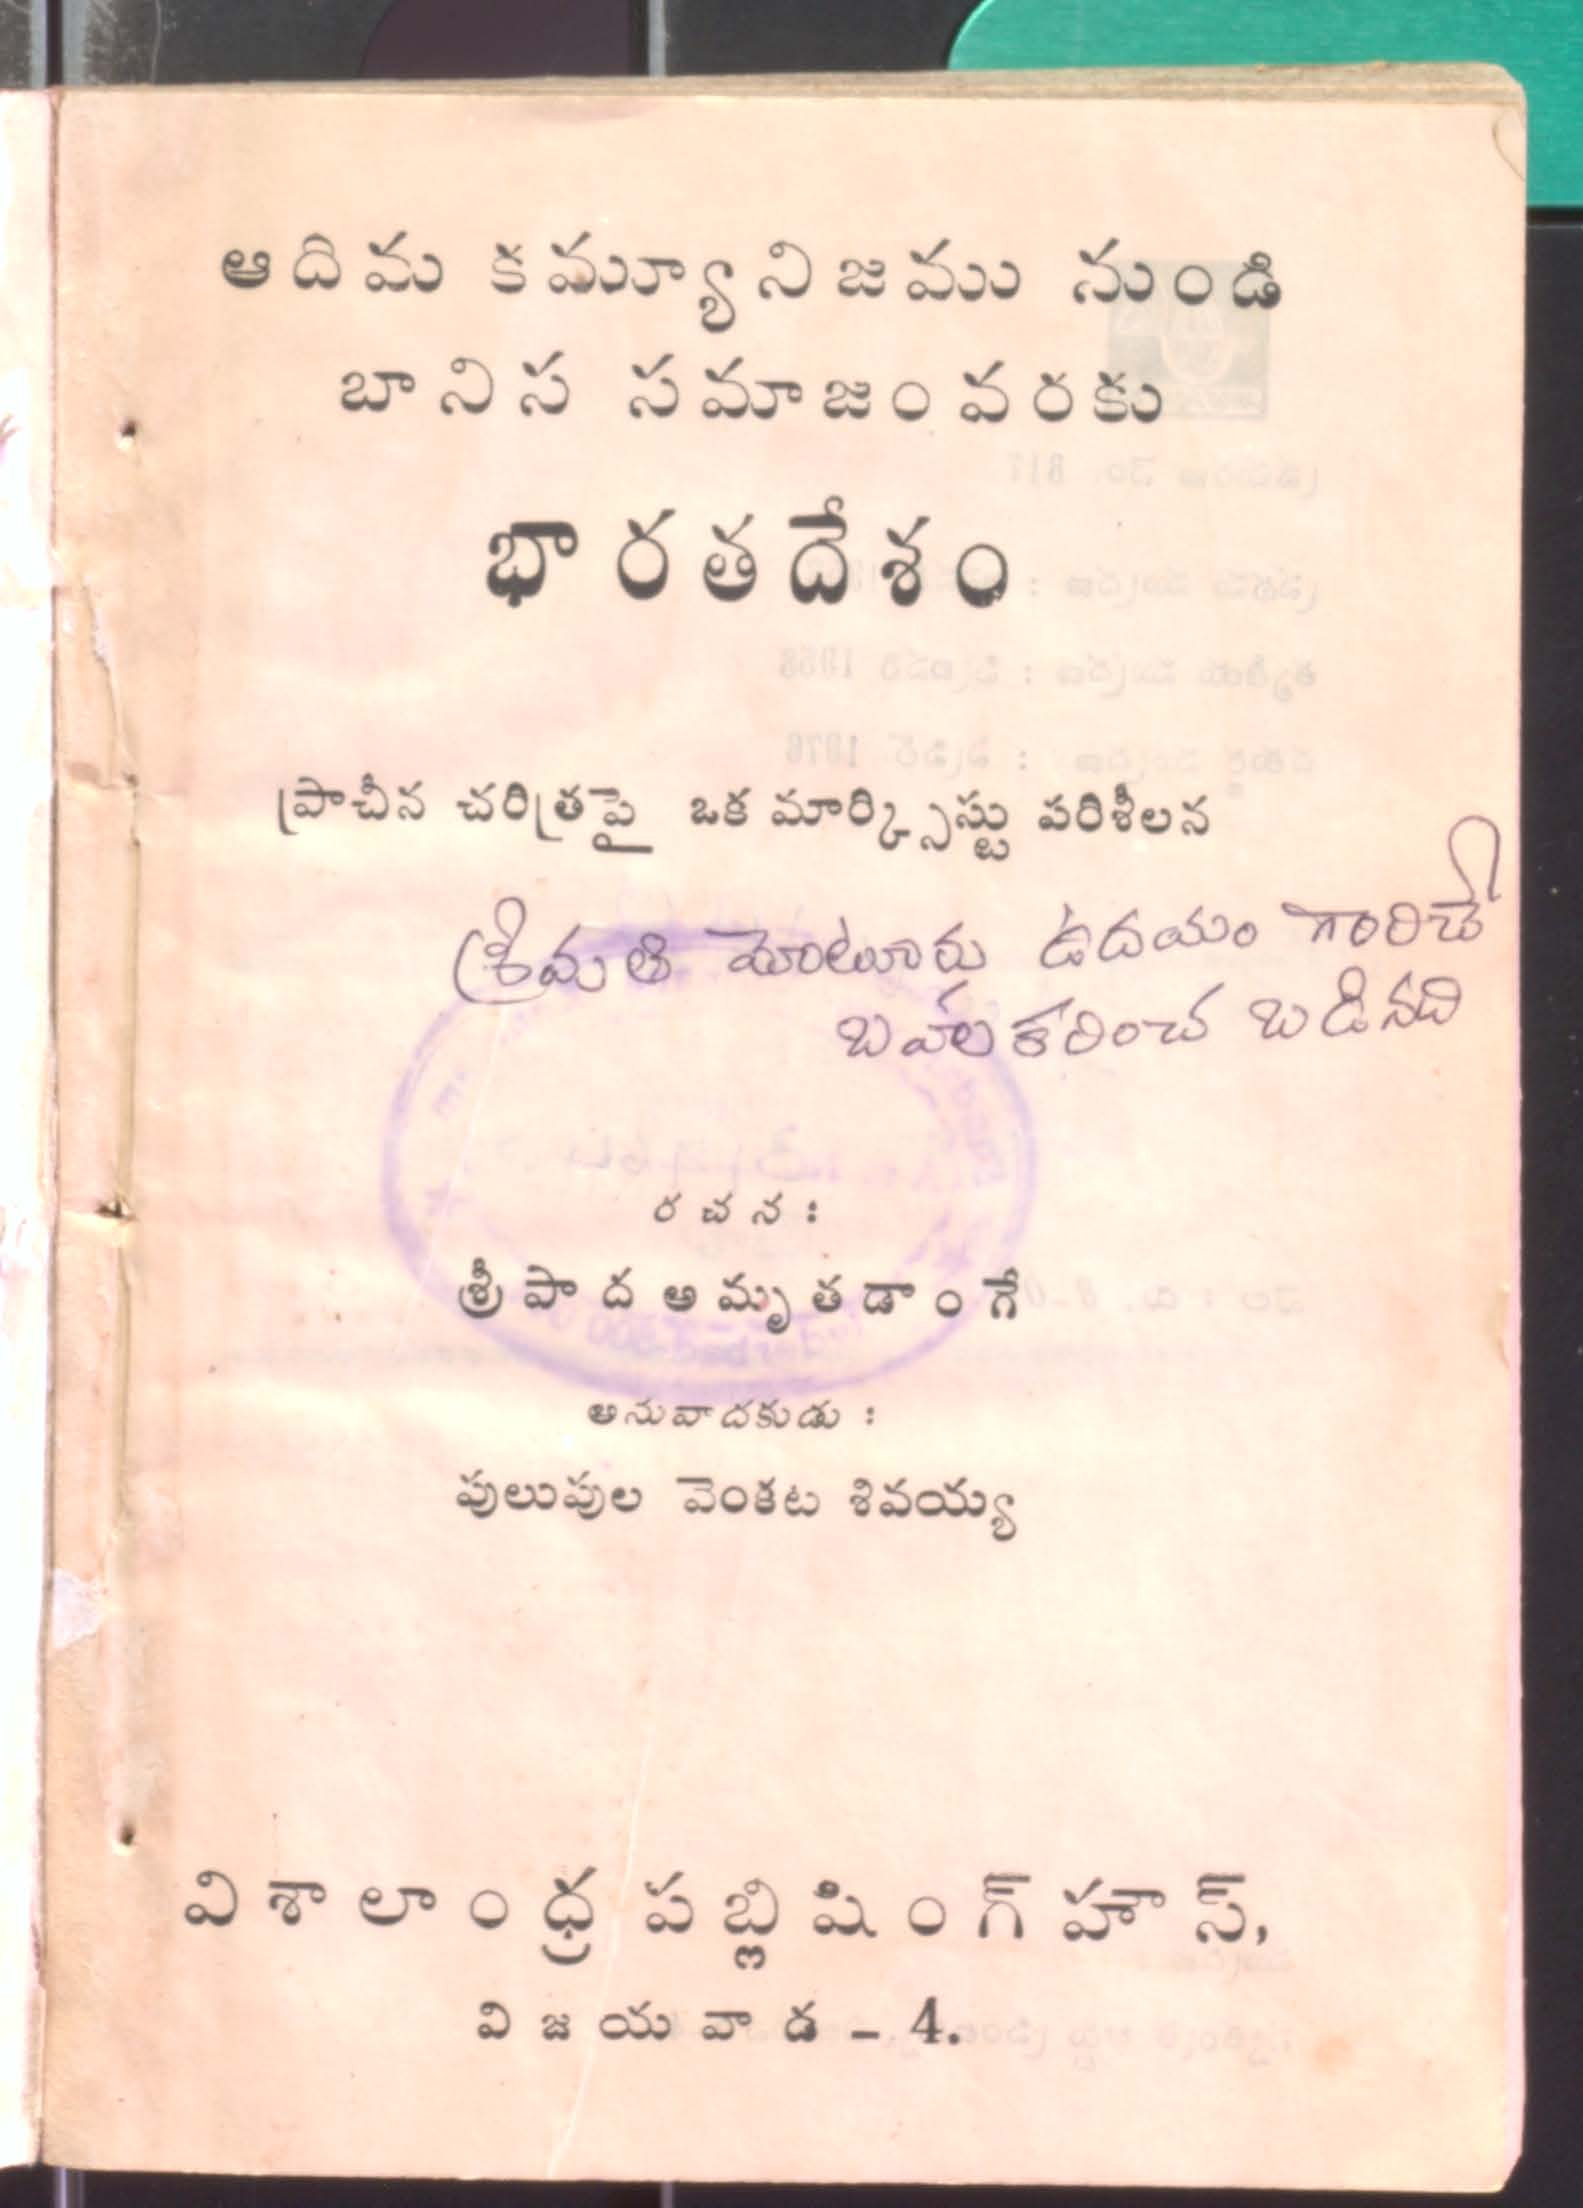 ఆదిమ కమ్యూనిజము నుండి
బానిస సమాజంవరకు
భారతదేశం
ప్రాచీన చరిత్రపై ఒక మార్క్సిస్టు పరిశీలన
శ్రీమతి మోటూరు ఉదయం గారిచే
బహుకరించ బడినది
రచన :
శ్రీపాద అమృతడాంగే
అనువాదకుడు :
పులుపుల వెంకట శివయ్య
విశాలాంధ్ర పబ్లిషింగ్ హౌస్,
విజయవాడ - 4.